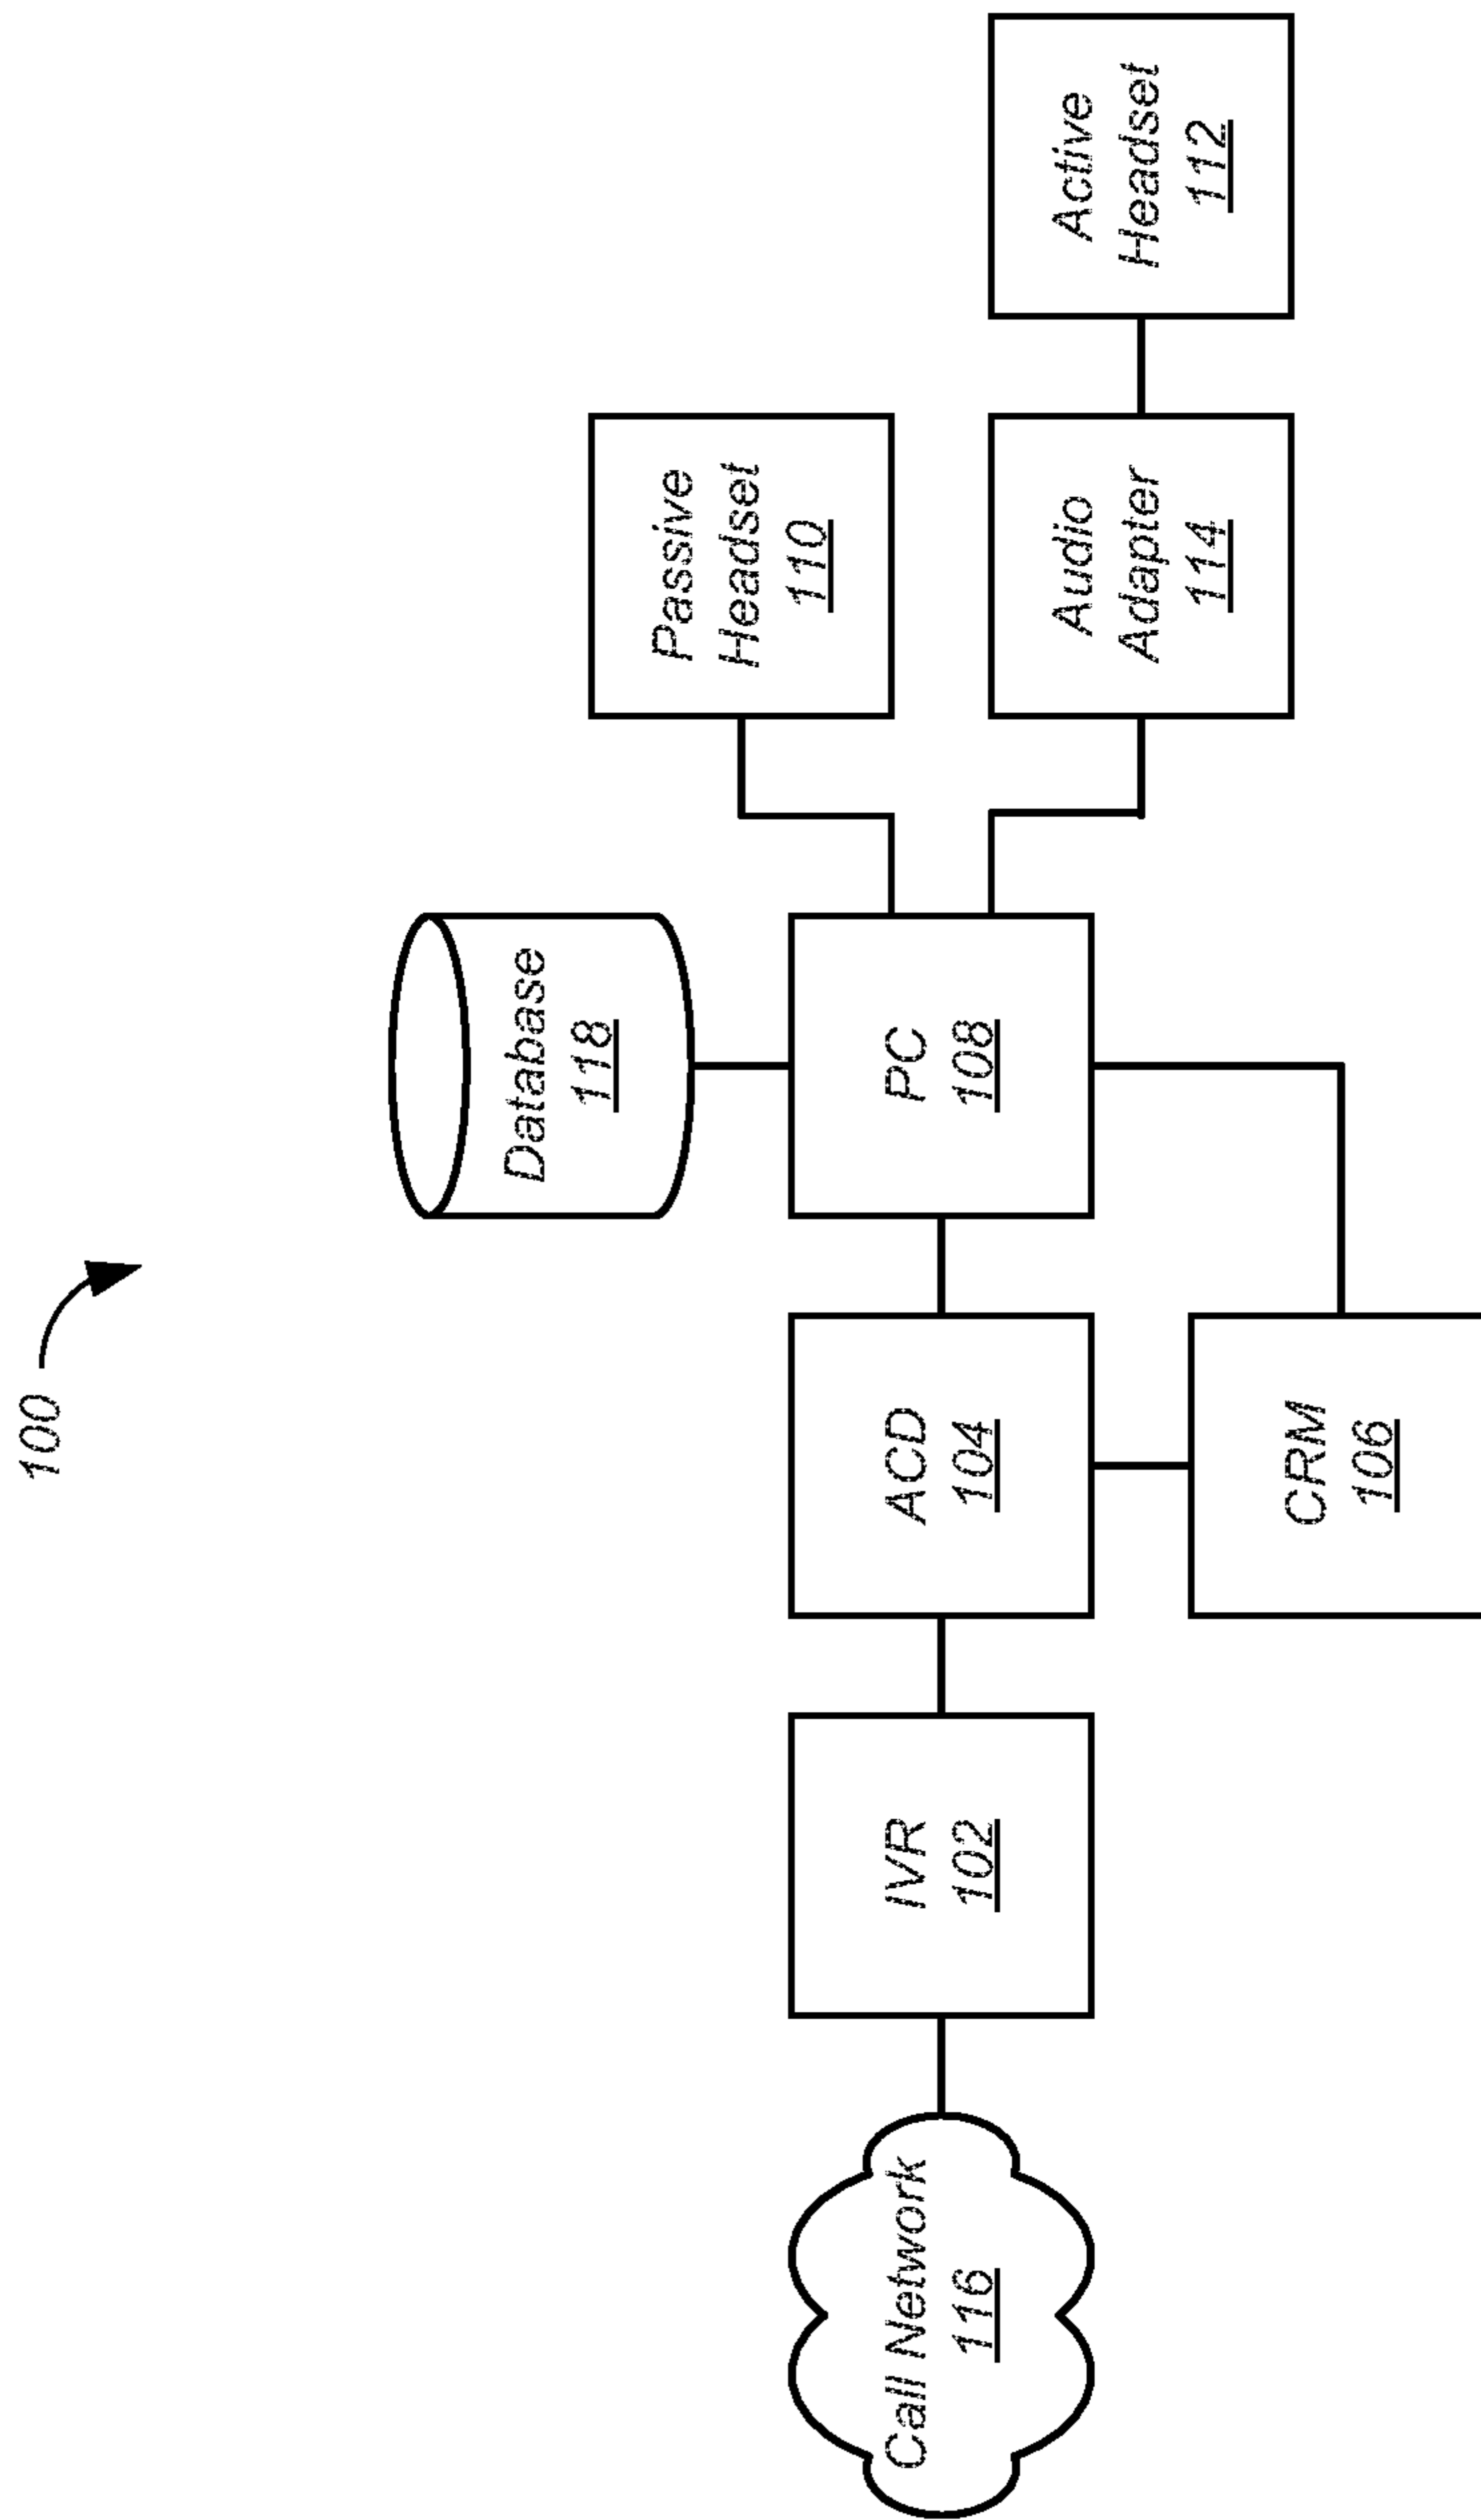 100
Database
118
Passive
Headset
110
Call Network
116
IVR
102
ACD
104
PC
108
Audio
Adapter
114
Active
Headset
112
CRM
106